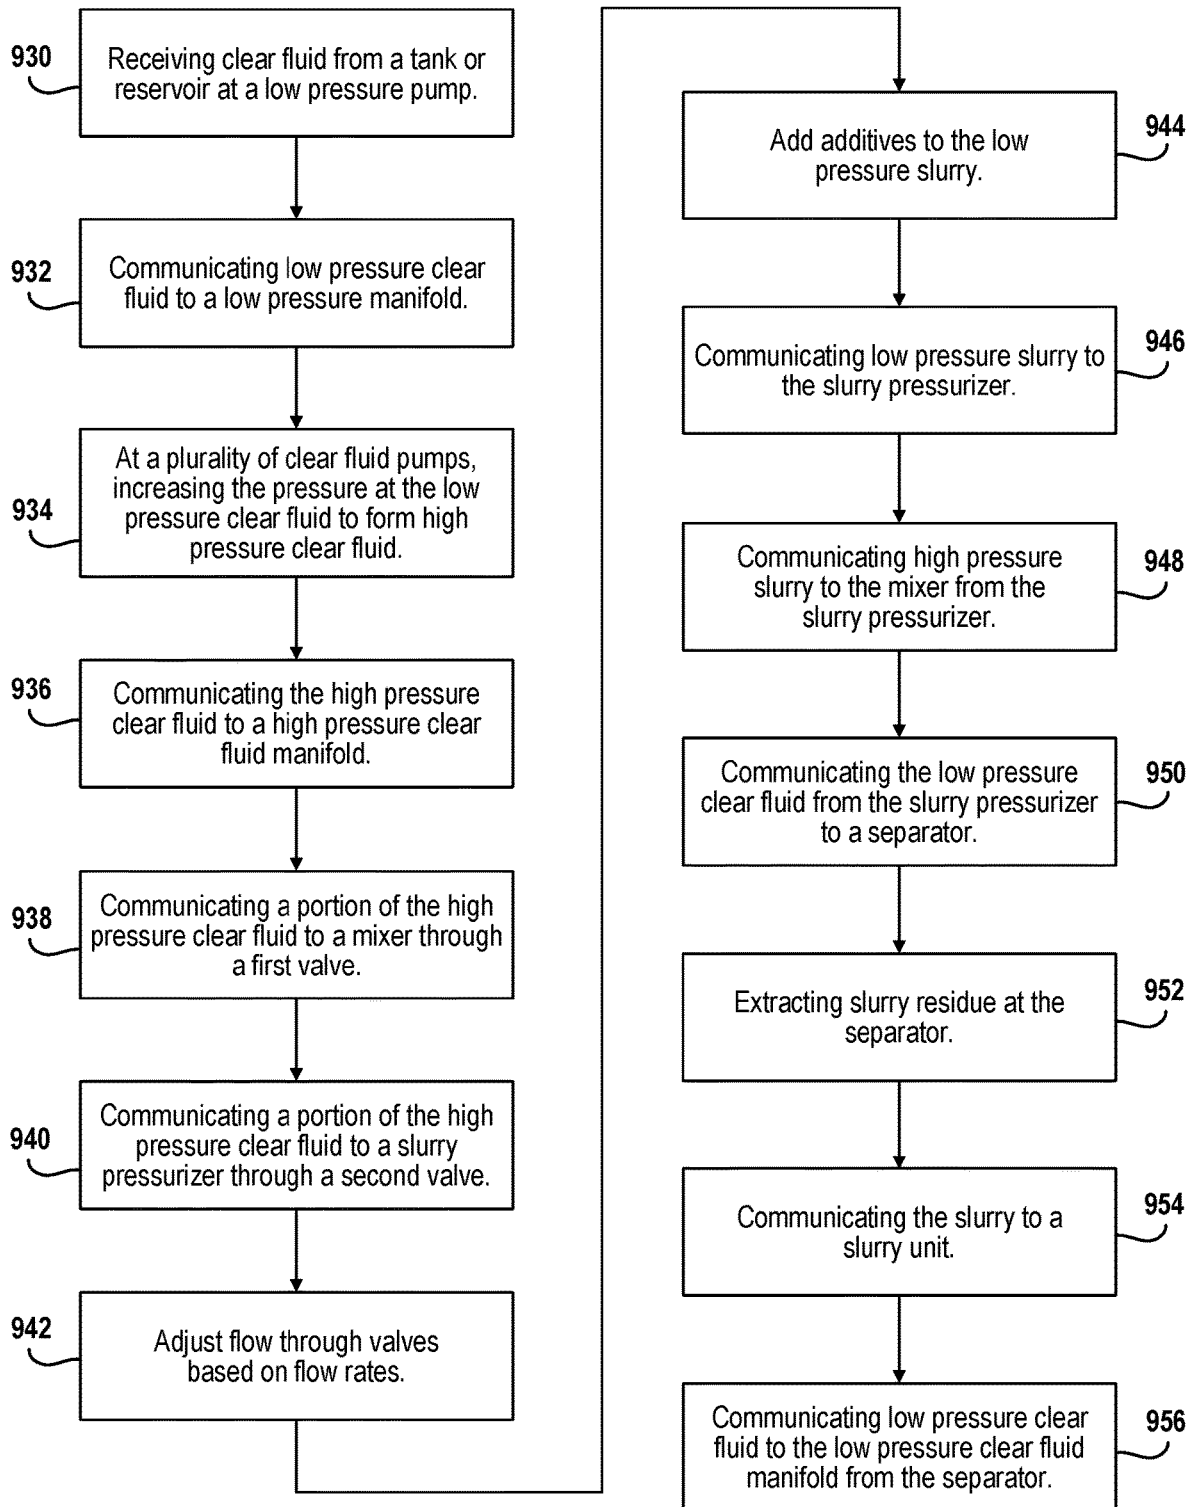 930
Receiving clear fluid from a tank or
reservoir at a low pressure pump.
932
Communicating low pressure clear
fluid to a low pressure manifold.
934
At a plurality of clear fluid pumps,
increasing the pressure at the low
pressure clear fluid to form high
pressure clear fluid.
936
Communicating the high pressure
clear fluid to a high pressure clear
fluid manifold.
938
Communicating a portion of the high
pressure clear fluid to a mixer through
a first valve.
940
Communicating a portion of the high
pressure clear fluid to a slurry
pressurizer through a second valve.
942
Adjust flow through valves
based on flow rates.
944
Add additives to the low
pressure slurry.
946
Communicating low pressure slurry to
the slurry pressurizer.
948
Communicating high pressure
slurry to the mixer from the
slurry pressurizer.
950
Communicating the low pressure
clear fluid from the slurry pressurizer
to a separator.
952
Extracting slurry residue at the
separator.
954
Communicating the slurry to a
slurry unit.
956
Communicating low pressure clear
fluid to the low pressure clear fluid
manifold from the separator.